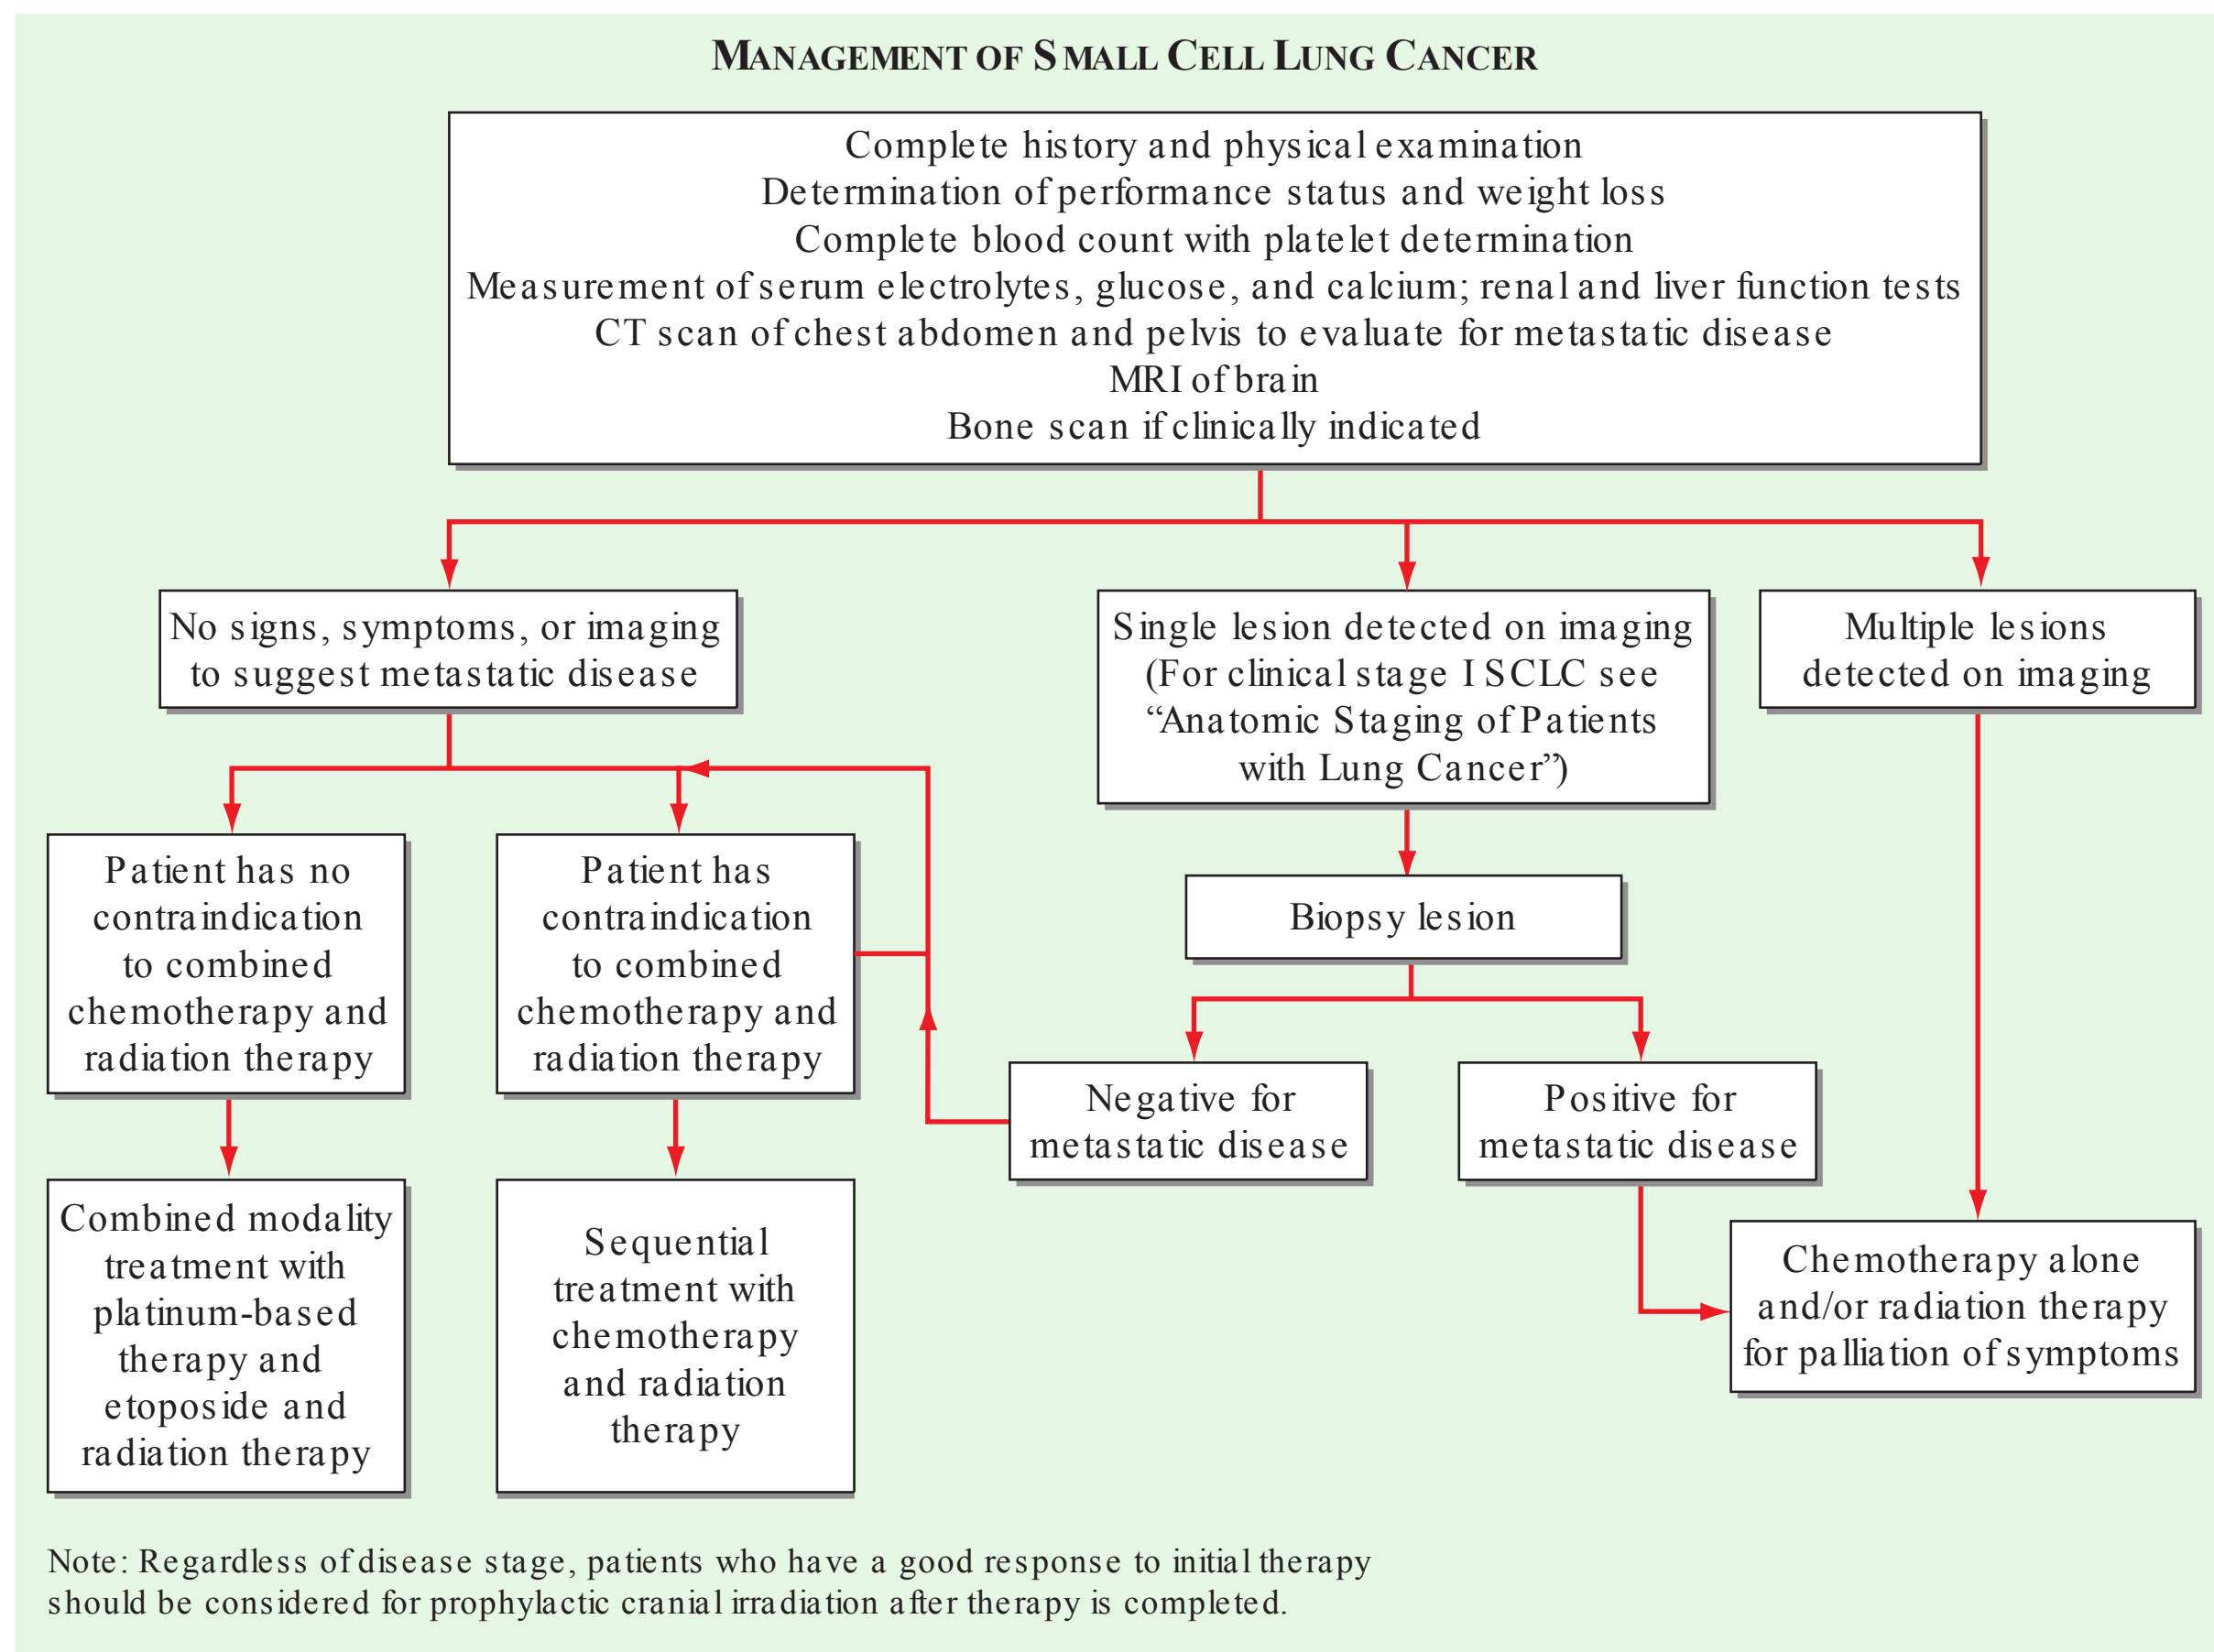 MANAGEMENT OF SMALL CELL LUNG CANCER
Complete history and physical examination
Determination of performance status and weight loss
Complete blood count with platelet determination
Measurement of serum electrolytes, glucose, and calcium; renal and liver function tests
CT scan of chest abdomen and pelvis to evaluate for metastatic disease
MRI of brain
Bone scan if clinically indicated
No signs, symptoms, or imaging
to suggest metastatic disease
Single lesion detected on imaging
(For clinical stage I SCLC see
“Anatomic Staging of Patients
with Lung Cancer”)
Multiple lesions
detected on imaging
Patient has no
contraindication
to combined
chemotherapy and
radiation therapy
Patient has
contraindication
to combined
chemotherapy and
radiation therapy
Biopsy lesion
Negative for
metastatic disease
Positive for
metastatic disease
Combined modality
treatment with
platinum-based
therapy and
etoposide and
radiation therapy
Sequential
treatment with
chemotherapy
and radiation
therapy
Chemotherapy alone
and/or radiation therapy
for palliation of symptoms
Note: Regardless of disease stage, patients who have a good response to initial therapy
should be considered for prophylactic cranial irradiation after therapy is completed.